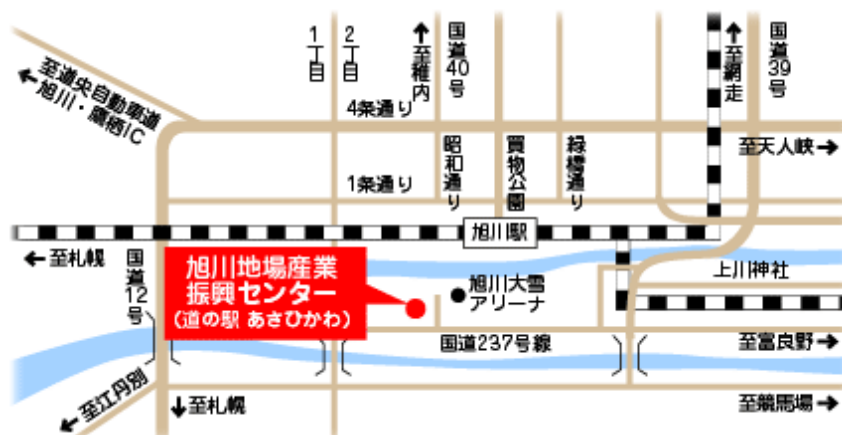 至道央自動車道
旭川・鷹栖IC
1丁目
2丁目
至稚内
国道40号
至網走
国道39号
4条通り
至天人峡
昭和通り
買物公園
緑橋通り
1条通り
旭川駅
至札幌
国道12号
旭川地場産業
振興センター
(道の駅 あさひかわ)
旭川大雪
アリーナ
上川神社
国道237号線
至富良野
至江丹別
至札幌
至競馬場